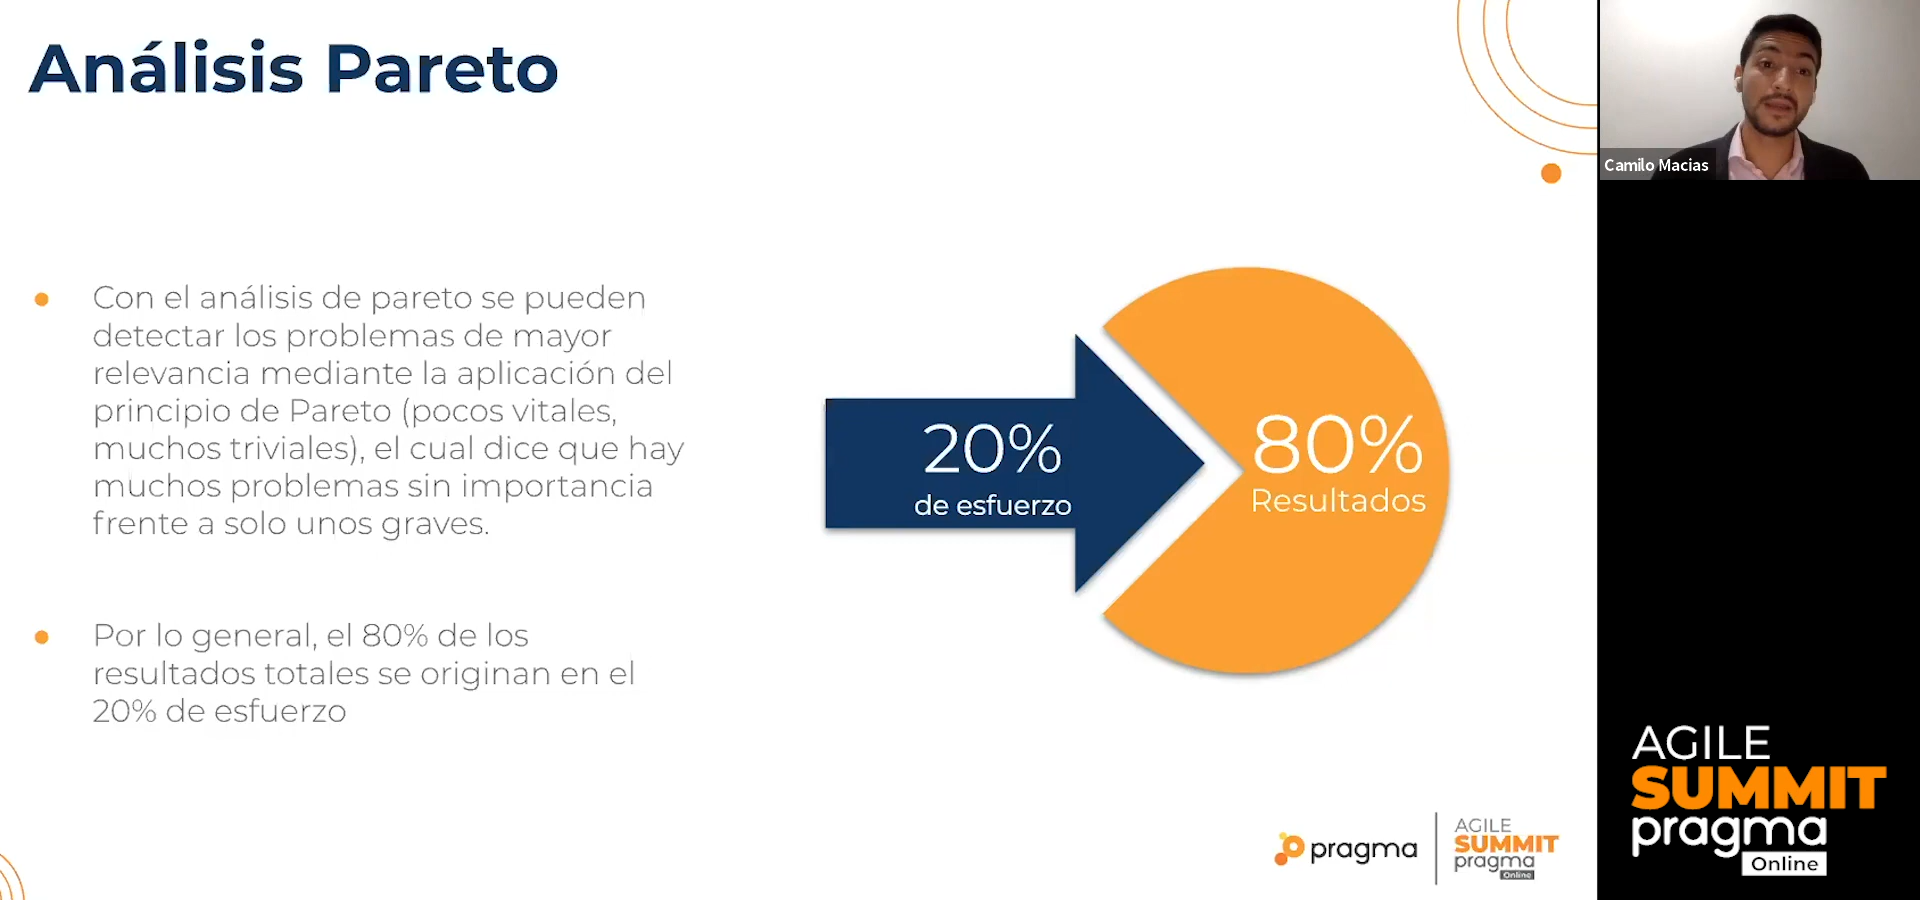 Análisis Pareto
Con el análisis de pareto se pueden
detectar los problemas de mayor
relevancia mediante la aplicación del
principio de Pareto (pocos vitales,
muchos triviales), el cual dice que hay
muchos problemas sin importancia
frente a solo unos graves.
Por lo general, el 80% de los
resultados totales se originan en el
20% de esfuerzo
20%
de esfuerzo
80%
Resultados
pragma
AGILE
SUMMIT
pragma
Online
Camilo Macias
AGILE
SUMMIT
pragma
Online